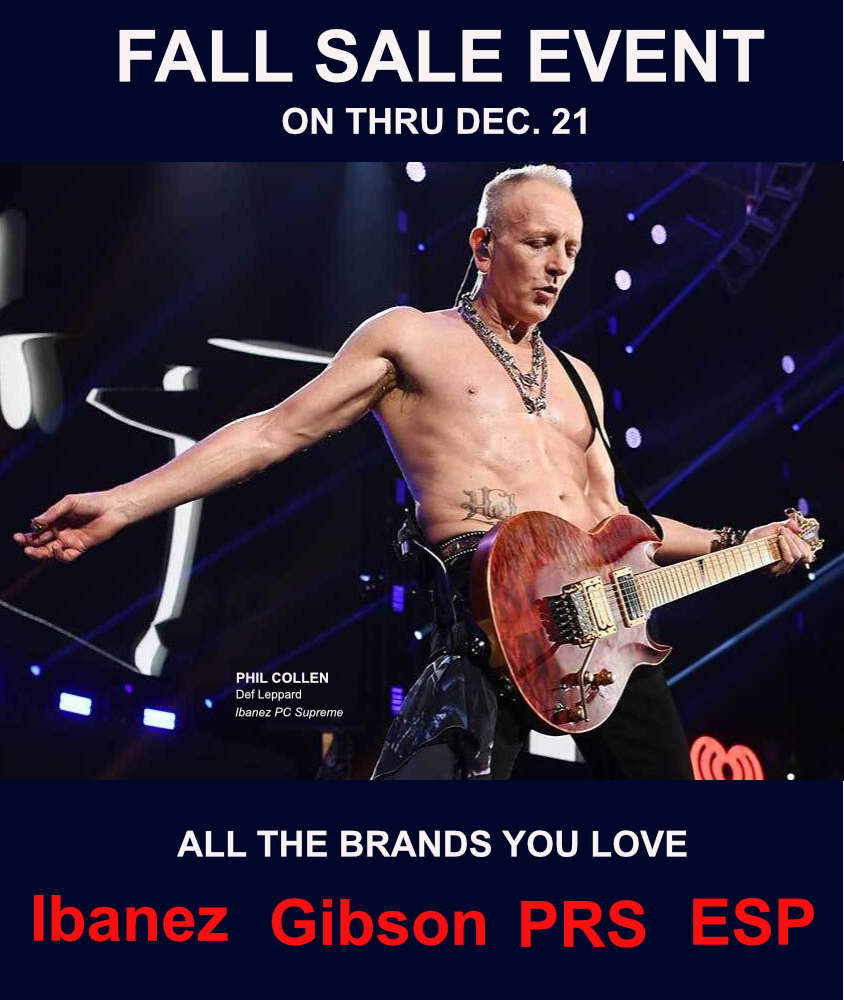 FALL SALE EVENT
ON THRU DEC. 21
PHIL COLLEN
Def Leppard
Ibanez PC Supreme
ALL THE BRANDS YOU LOVE
Ibanez Gibson PRS ESP